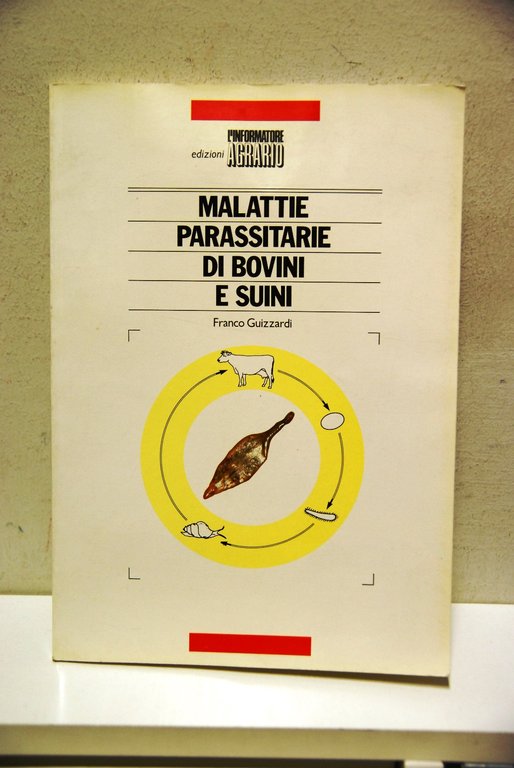 edizioni L'INFORMATORE
AGRARIO
MALATTIE
PARASSITARIE
DI BOVINI
E SUINI
Franco Guizzardi